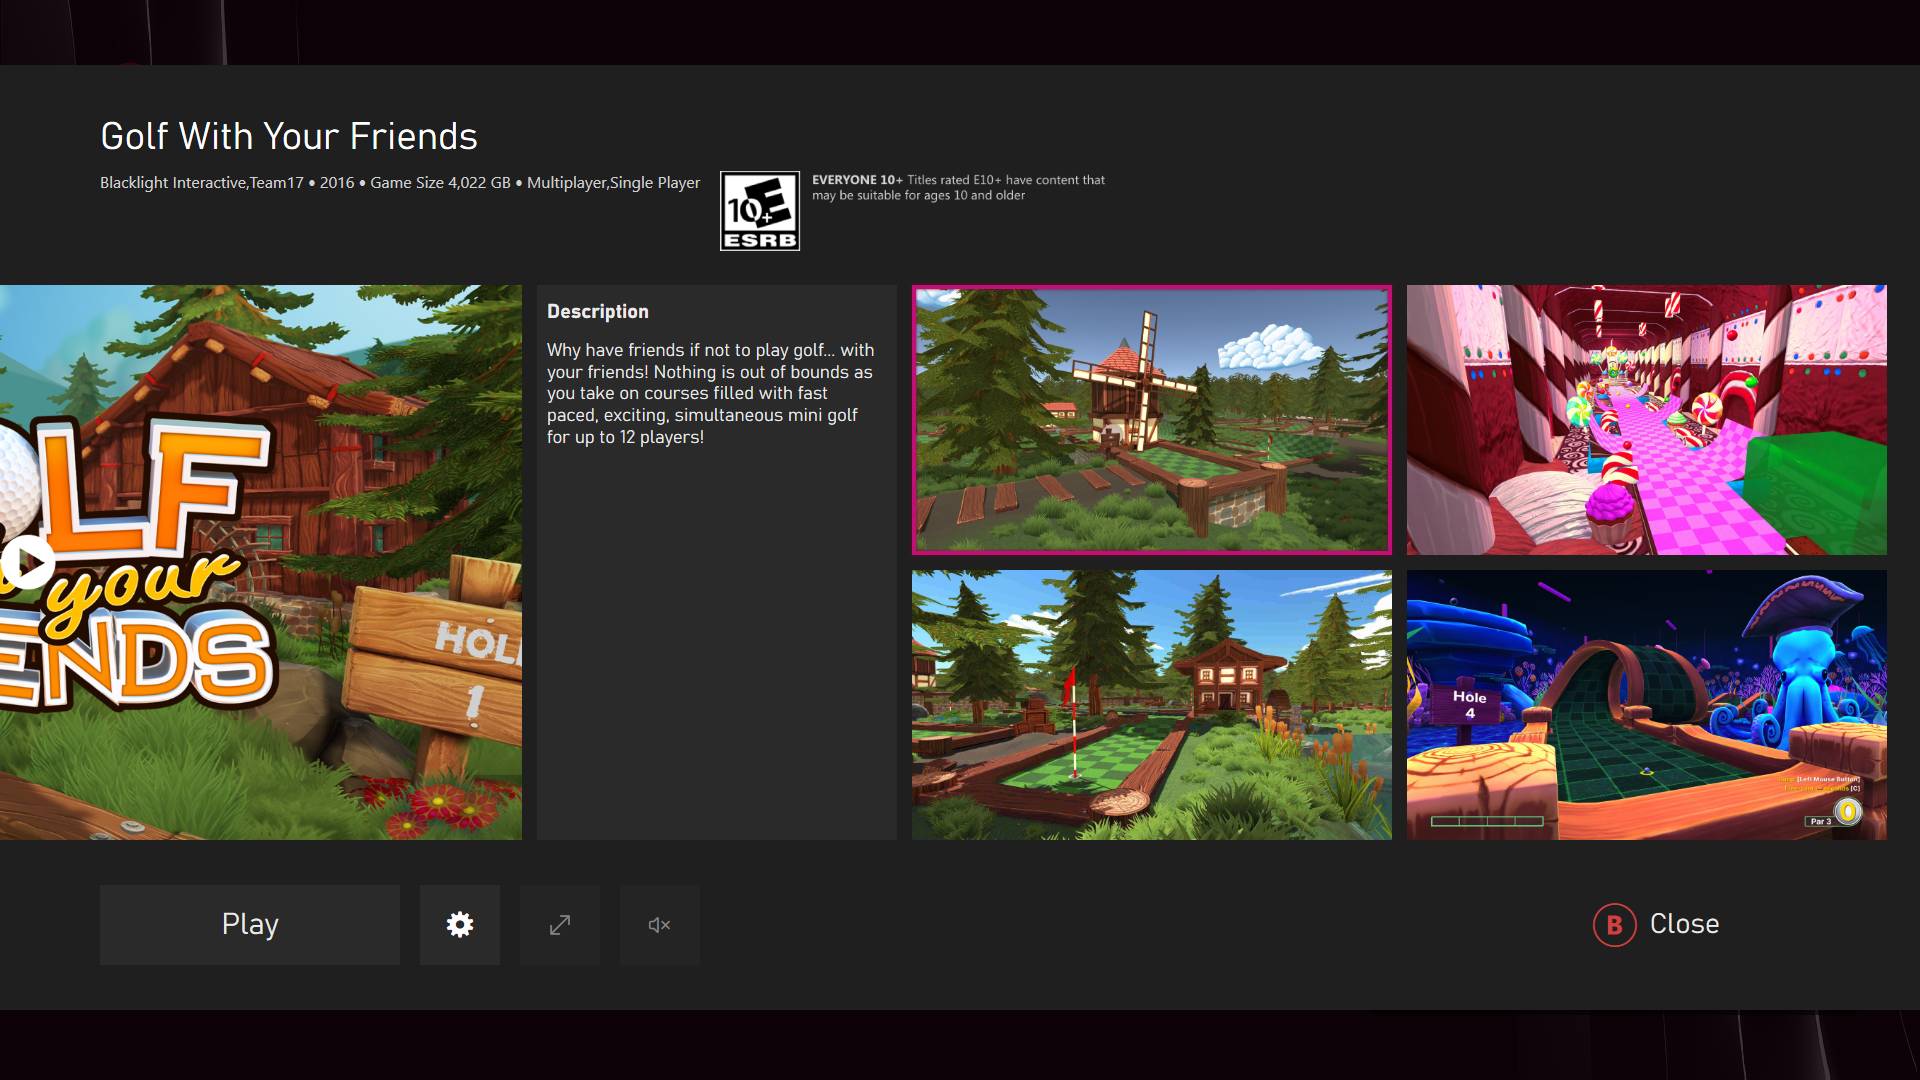 Golf With Your Friends
Blacklight Interactive,Team17 • 2016 • Game Size 4,022 GB • Multiplayer,Single Player
10+
E
ESRB
EVERYONE 10+ Titles rated E10+ have content that
may be suitable for ages 10 and older
LF
your
ENDS
HOL
1
Description
Why have friends if not to play golf... with
your friends! Nothing is out of bounds as
you take on courses filled with fast
paced, exciting, simultaneous mini golf
for up to 12 players!
Hole
4
[Left Mouse Button]
[C]
Par 3
0
Play
B Close